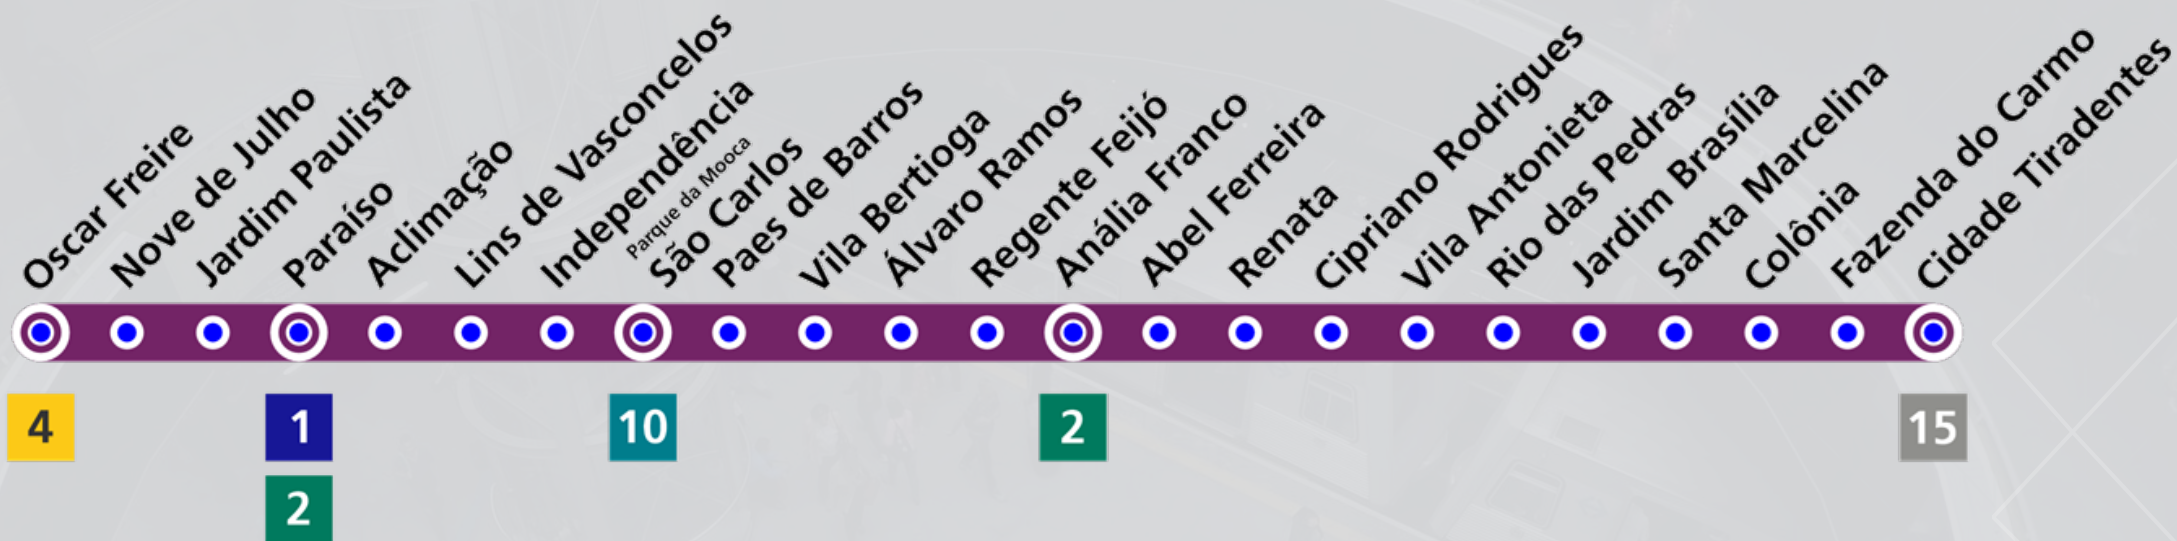 Oscar Freire
Nove de Julho
Jardim Paulista
Paraíso
Aclimação
Lins de Vasconcelos
Independência
Parque da Mooca
São Carlos
Paes de Barros
Vila Bertioga
Álvaro Ramos
Regente Feijó
Anália Franco
Abel Ferreira
Renata
Cipriano Rodrigues
Vila Antonieta
Rio das Pedras
Jardim Brasília
Santa Marcelina
Colônia
Fazenda do Carmo
Cidade Tiradentes
4
1
10
2
15
2